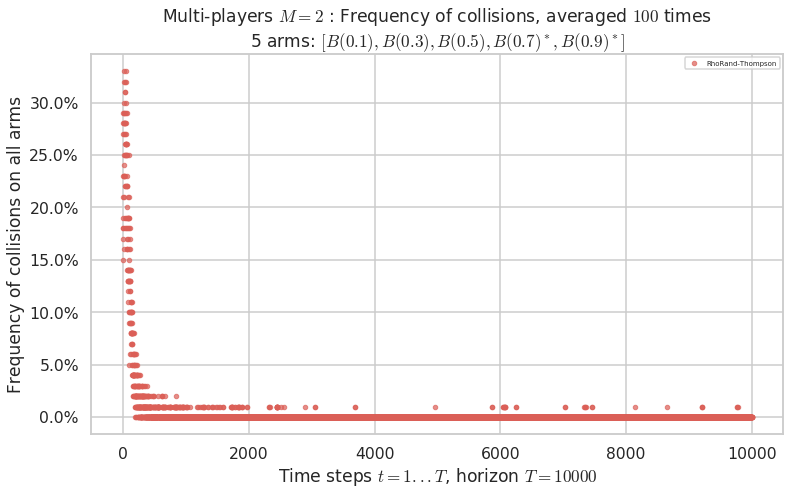 Multi-players M = 2 : Frequency of collisions, averaged 100 times
5 arms: [B(0.1), B(0.3), B(0.5), B(0.7)*, B(0.9)*]
RhoRand-Thompson
Frequency of collisions on all arms
30.0%
25.0%
20.0%
15.0%
10.0%
5.0%
0.0%
0 2000 4000 6000 8000 10000
Time steps t = 1...T, horizon T = 10000